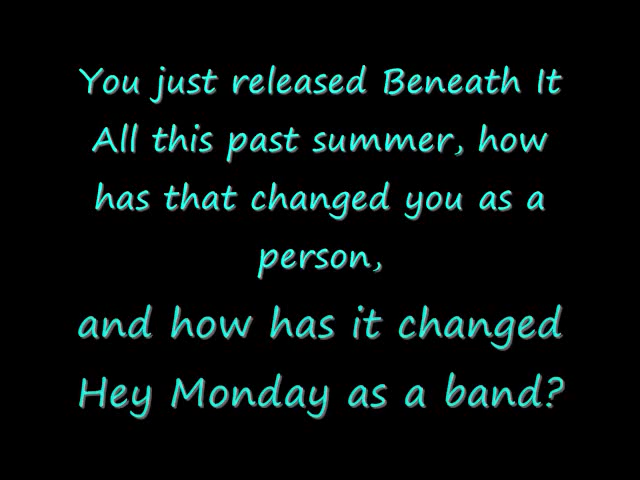 You just released Beneath It
All this past summer, how
has that changed you as a
person,
and how has it changed
Hey Monday as a band?